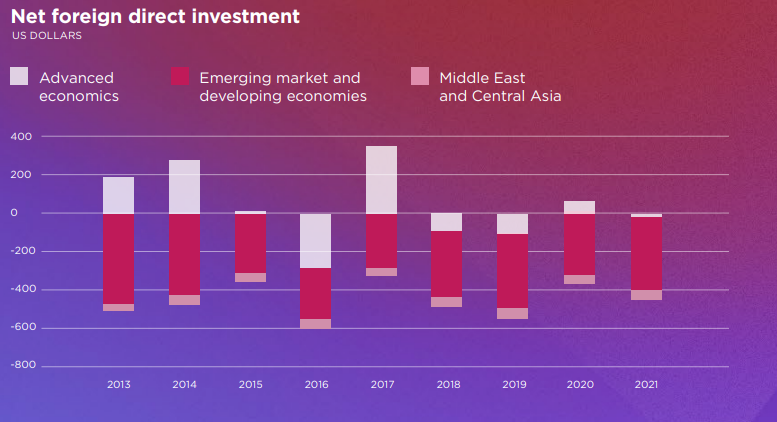 Net foreign direct investment
US DOLLARS
Advanced
economics
Emerging market and
developing economies
Middle East
and Central Asia
400
200
0
-200
-400
-600
-800
2013 2014 2015 2016 2017 2018 2019 2020 2021